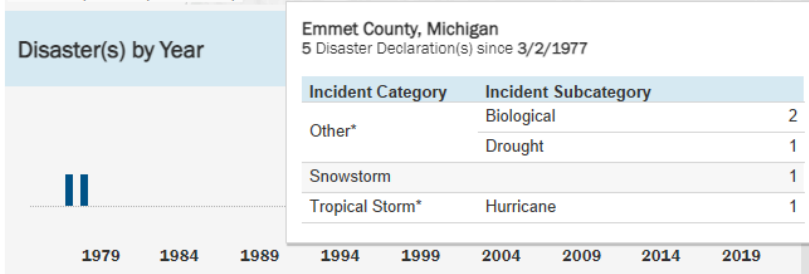 Disaster(s) by Year
Emmet County, Michigan
5 Disaster Declaration(s) since 3/2/1977
Incident Category Incident Subcategory
Other* Biological 2
Drought 1
Snowstorm 1
Tropical Storm* Hurricane 1
1979 1984 1989 1994 1999 2004 2009 2014 2019